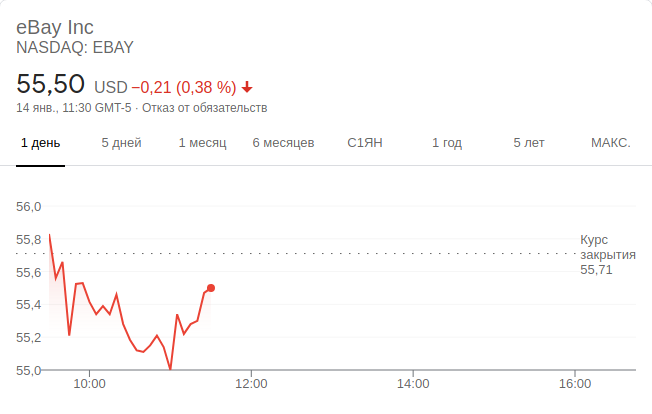 eBay Inc
NASDAQ: EBAY
55,50 USD −0,21 (0,38 %)
14 янв., 11:30 GMT-5 · Отказ от обязательств
1 день 5 дней 1 месяц 6 месяцев С1ЯН 1 год 5 лет МАКС.
56,0
55,8
55,6
55,4
55,2
55,0
Курс
закрытия
55,71
10:00 12:00 14:00 16:00